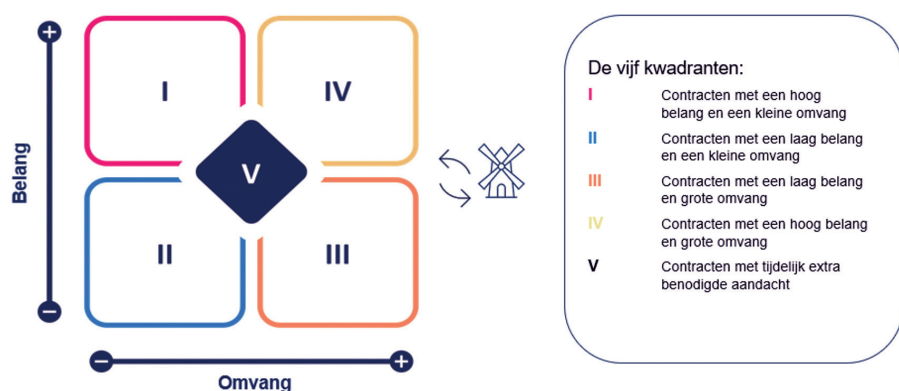 Belang
I
IV
V
II
III
Omvang
De vijf kwadranten:
I Contracten met een hoog
belang en een kleine omvang
II Contracten met een laag belang
en een kleine omvang
III Contracten met een laag belang
en grote omvang
IV Contracten met een hoog belang
en grote omvang
V Contracten met tijdelijk extra
benodigde aandacht